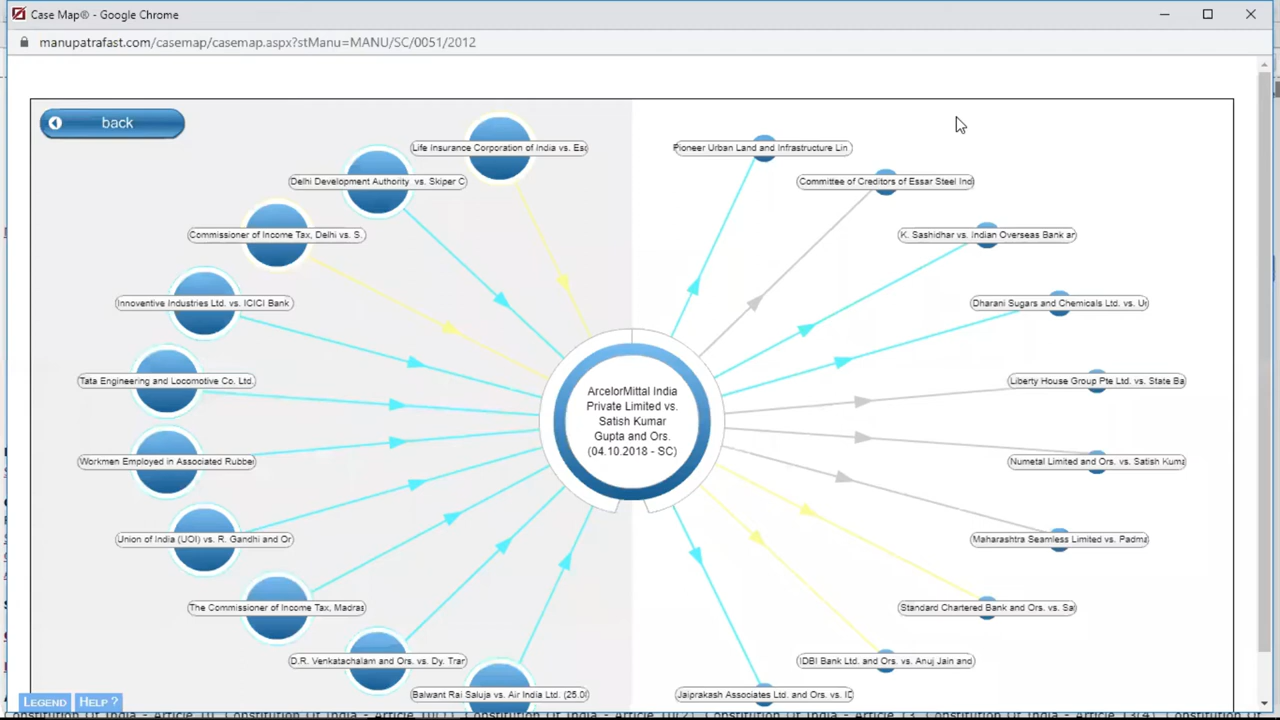 Case Map® - Google Chrome
manupatrafast.com/casemap/casemap.aspx?stManu=MANU/SC/0051/2012
back
Life Insurance Corporation of India vs. Esc
Delhi Development Authority vs. Skiper C
Commissioner of Income Tax, Delhi vs. S.
Innoventive Industries Ltd. vs. ICICI Bank
Tata Engineering and Locomotive Co. Ltd.
Workmen Employed in Associated Rubber
Union of India (UOI) vs. R. Gandhi and Or
The Commissioner of Income Tax, Madras
D.R. Venkatachalam and Ors. vs. Dy. Tran
Balwant Rai Saluja vs. Air India Ltd. (25.08
ArcelorMittal India
Private Limited vs.
Satish Kumar
Gupta and Ors.
(04.10.2018 - SC)
Pioneer Urban Land and Infrastructure Lim
Committee of Creditors of Essar Steel Indi
K. Sashidhar vs. Indian Overseas Bank an
Dharani Sugars and Chemicals Ltd. vs. Un
Liberty House Group Pte Ltd. vs. State Ba
Numetal Limited and Ors. vs. Satish Kuma
Maharashtra Seamless Limited vs. Padma
Standard Chartered Bank and Ors. vs. Sa
IDBI Bank Ltd. and Ors. vs. Anuj Jain and
Jaiprakash Associates Ltd. and Ors. vs. ID
LEGEND
HELP ?